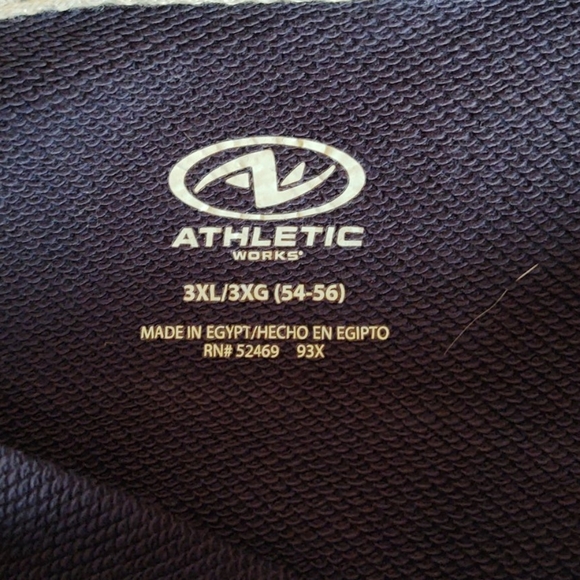 ATHLETIC
WORKS®
3XL/3XG (54-56)
MADE IN EGYPT/HECHO EN EGIPTO
RN# 52469 93X